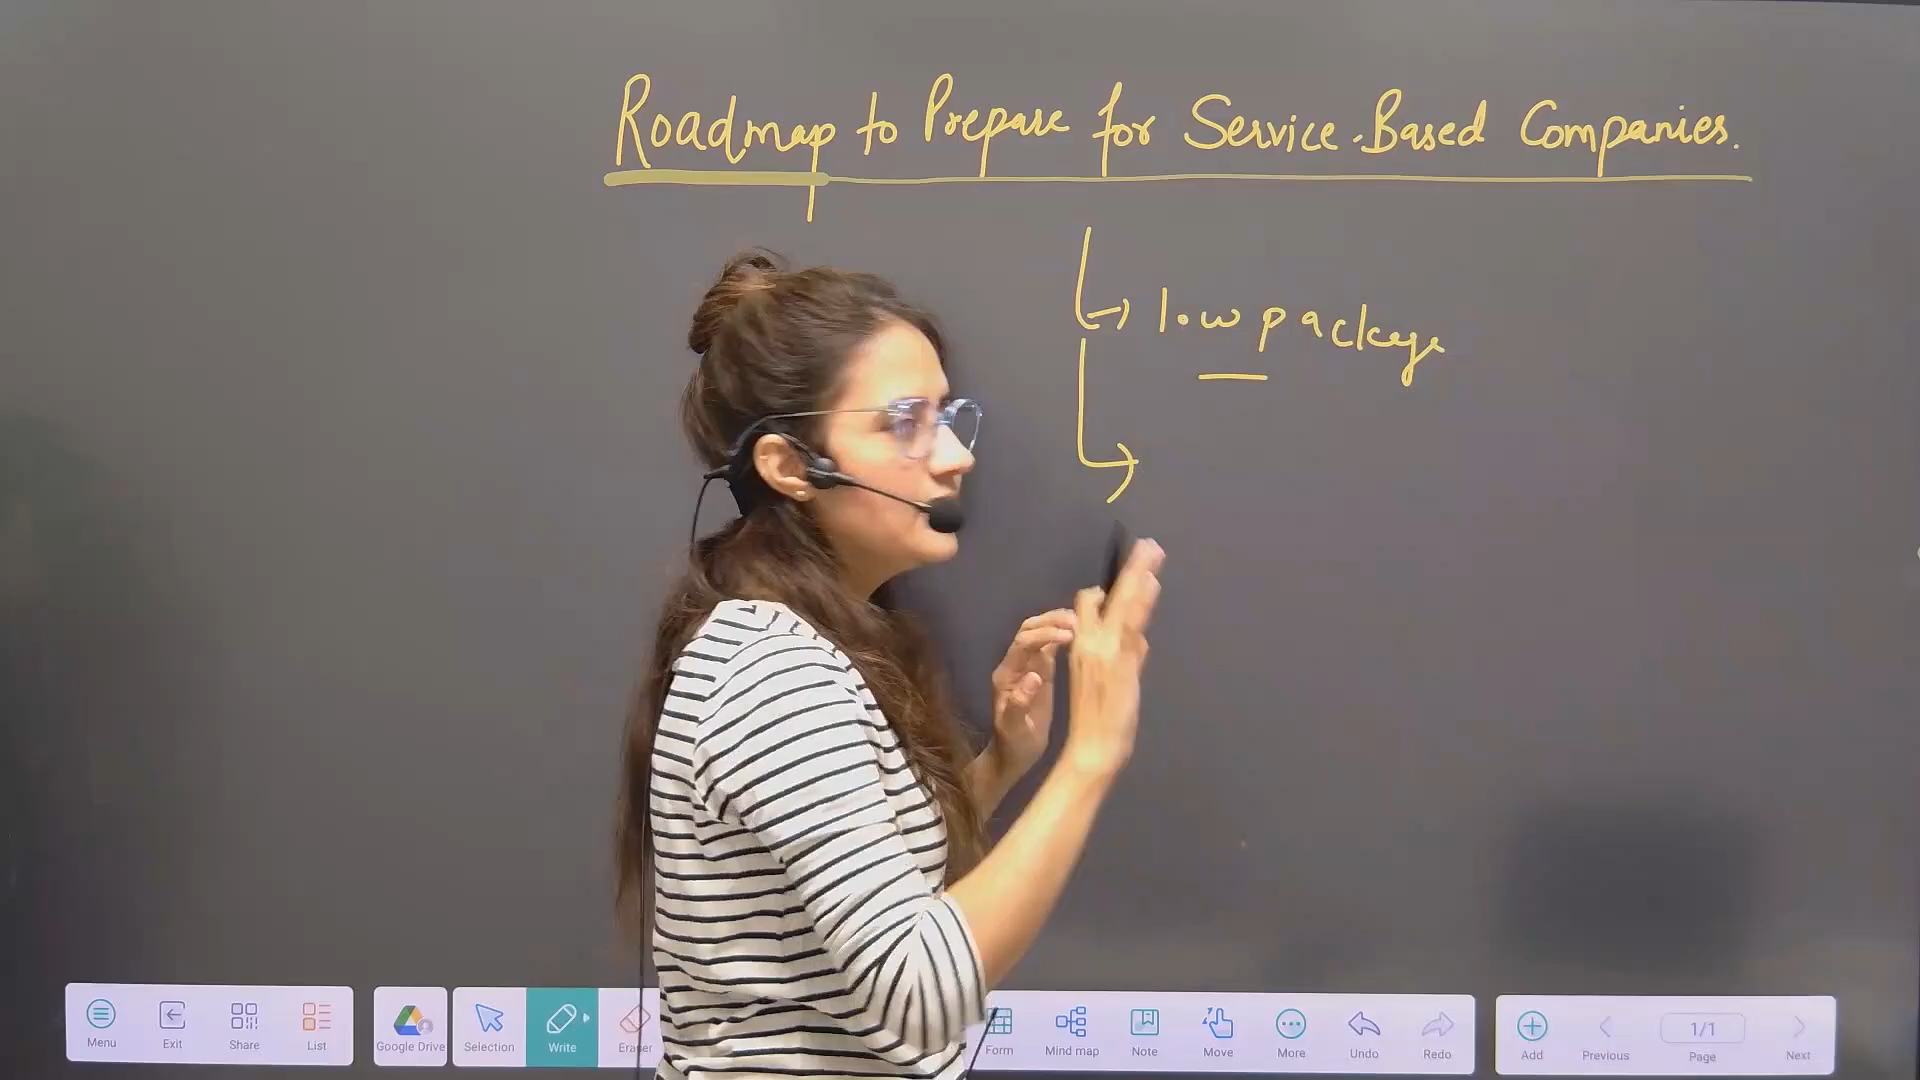 Roadmap to Prepare for Service-Based Companies.
low package
Menu Exit Share List Google Drive Selection Write Eraser Form Mind map Note Move More Undo Redo Add Previous 1/1 Page Next